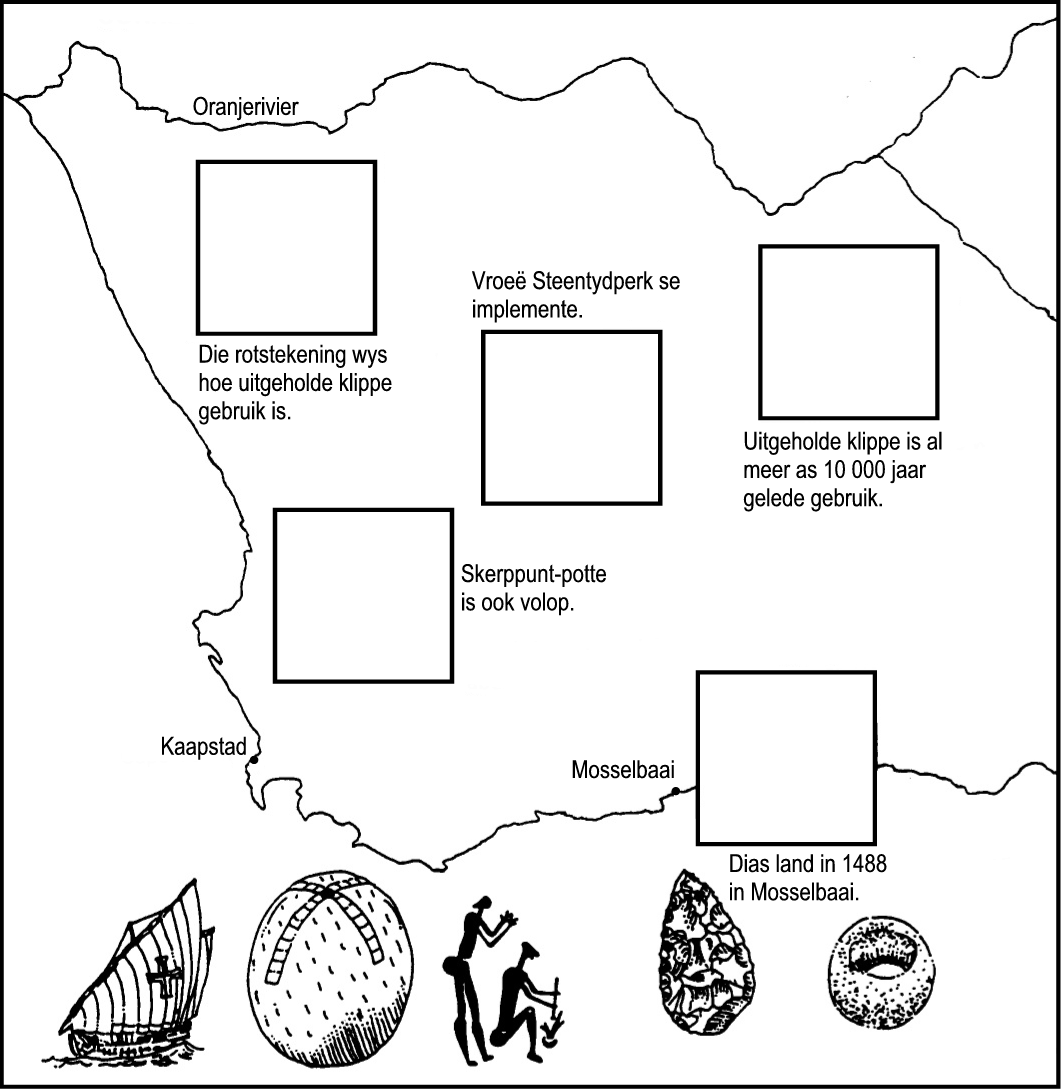 Oranjerivier
Vroeë Steentydperk se
implemente.
Die rotstekening wys
hoe uitgeholde klippe
gebruik is.
Uitgeholde klippe is al
meer as 10 000 jaar
gelede gebruik.
Skerppunt-potte
is ook volop.
Kaapstad
Mosselbaai
Dias land in 1488
in Mosselbaai.